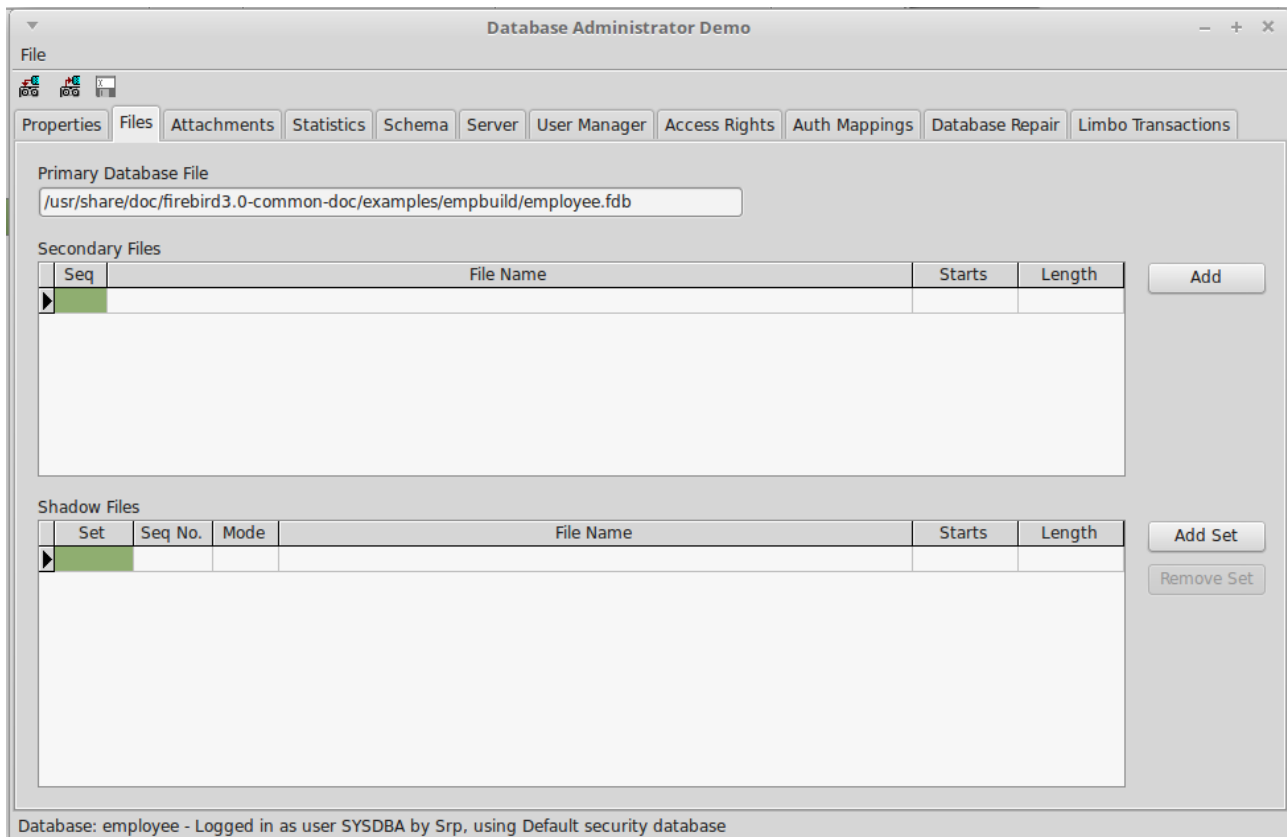 Database Administrator Demo
File
Properties Files Attachments Statistics Schema Server User Manager Access Rights Auth Mappings Database Repair Limbo Transactions
Primary Database File
/usr/share/doc/firebird3.0-common-doc/examples/empbuild/employee.fdb
Secondary Files
Seq File Name Starts Length Add
Shadow Files
Set Seq No. Mode File Name Starts Length Add Set
Remove Set
Database: employee - Logged in as user SYSDBA by Srp, using Default security database